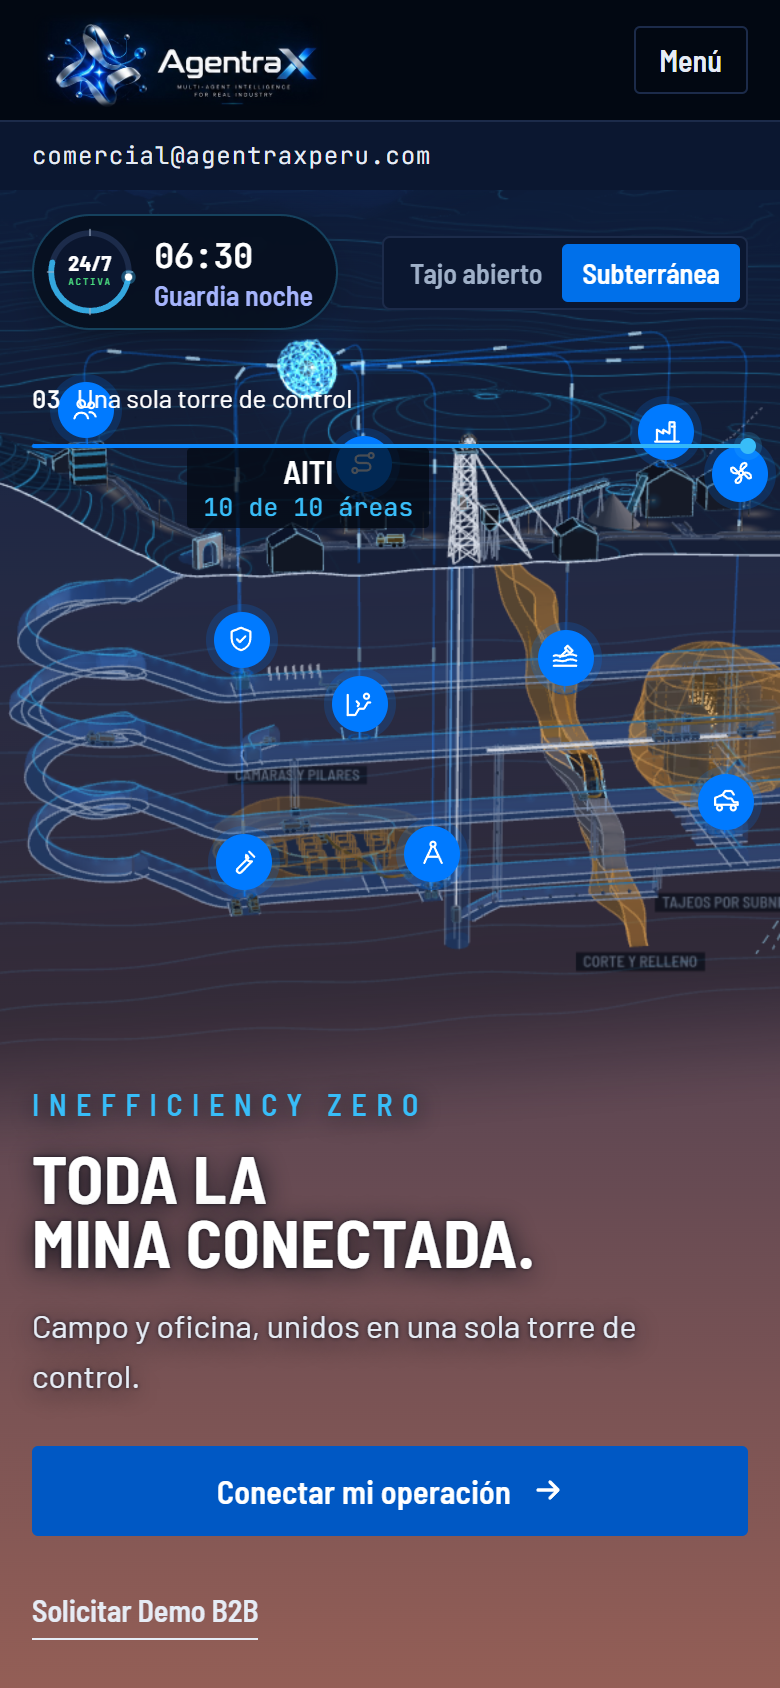 AgentraX
MULTI-AGENT INTELLIGENCE
FOR REAL INDUSTRY
Menú
comercial@agentraxperu.com
24/7
ACTIVA
06:30
Guardia noche
Tajo abierto
Subterránea
03 Una sola torre de control
AITI
10 de 10 áreas
CÁMARAS Y PILARES
TAJEOS POR SUBNI
CORTE Y RELLENO
INEFFICIENCY ZERO
TODA LA
MINA CONECTADA.
Campo y oficina, unidos en una sola torre de
control.
Conectar mi operación →
Solicitar Demo B2B